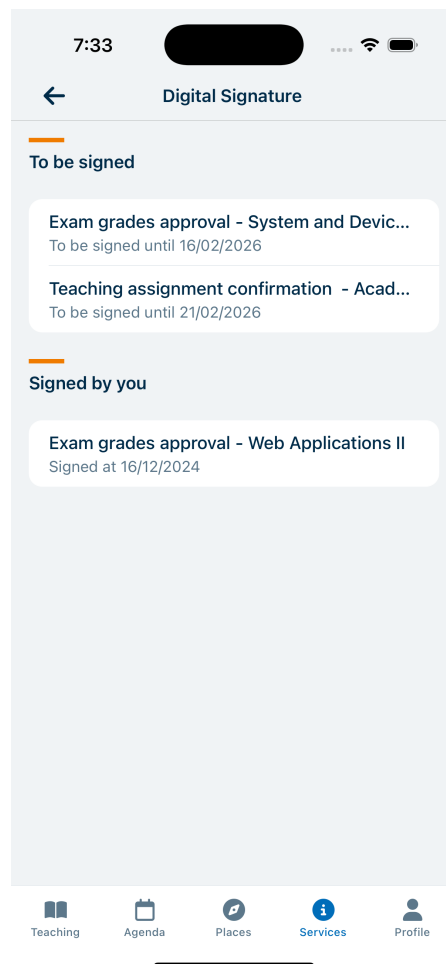 7:33
Digital Signature
To be signed
Exam grades approval - System and Devic...
To be signed until 16/02/2026
Teaching assignment confirmation  - Acad...
To be signed until 21/02/2026
Signed by you
Exam grades approval - Web Applications II
Signed at 16/12/2024
Teaching
Agenda
Places
Services
Profile